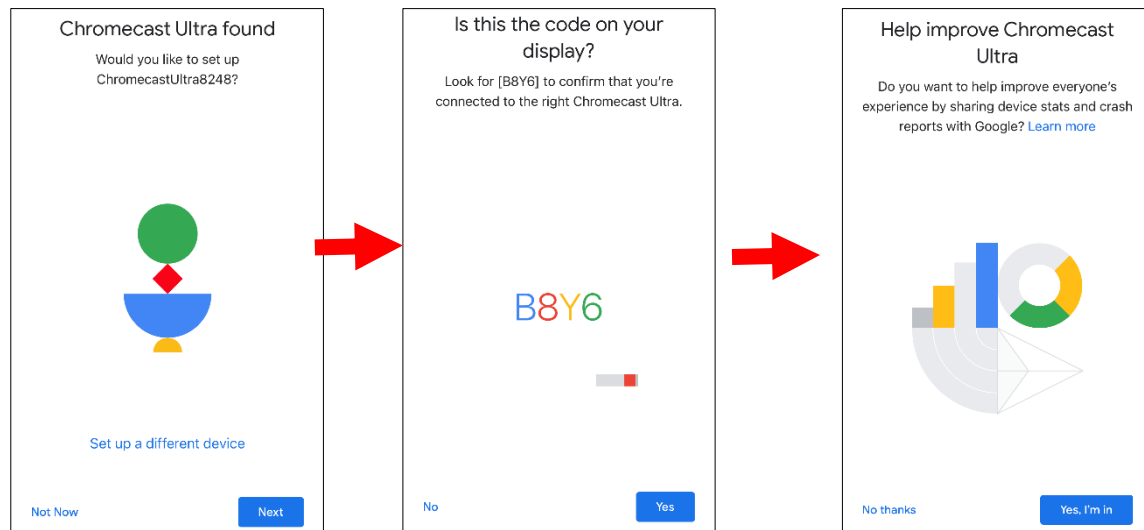 Chromecast Ultra found
Would you like to set up
ChromecastUltra8248?
Set up a different device
Not Now
Next
Is this the code on your
display?
Look for [B8Y6] to confirm that you're
connected to the right Chromecast Ultra.
B8Y6
No
Yes
Help improve Chromecast
Ultra
Do you want to help improve everyone's
experience by sharing device stats and crash
reports with Google? Learn more
No thanks
Yes, I'm in